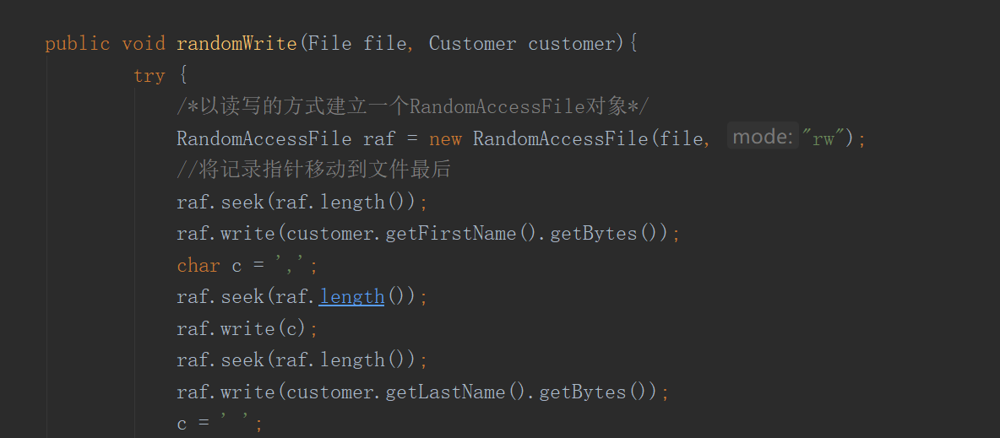 public void randomWrite(File file, Customer customer){
try {
/*以读写的方式建立一个RandomAccessFile对象*/
RandomAccessFile raf = new RandomAccessFile(file, mode: "rw");
//将记录指针移动到文件最后
raf.seek(raf.length());
raf.write(customer.getFirstName().getBytes());
char c = ',';
raf.seek(raf.length());
raf.write(c);
raf.seek(raf.length());
raf.write(customer.getLastName().getBytes());
c = ' ';